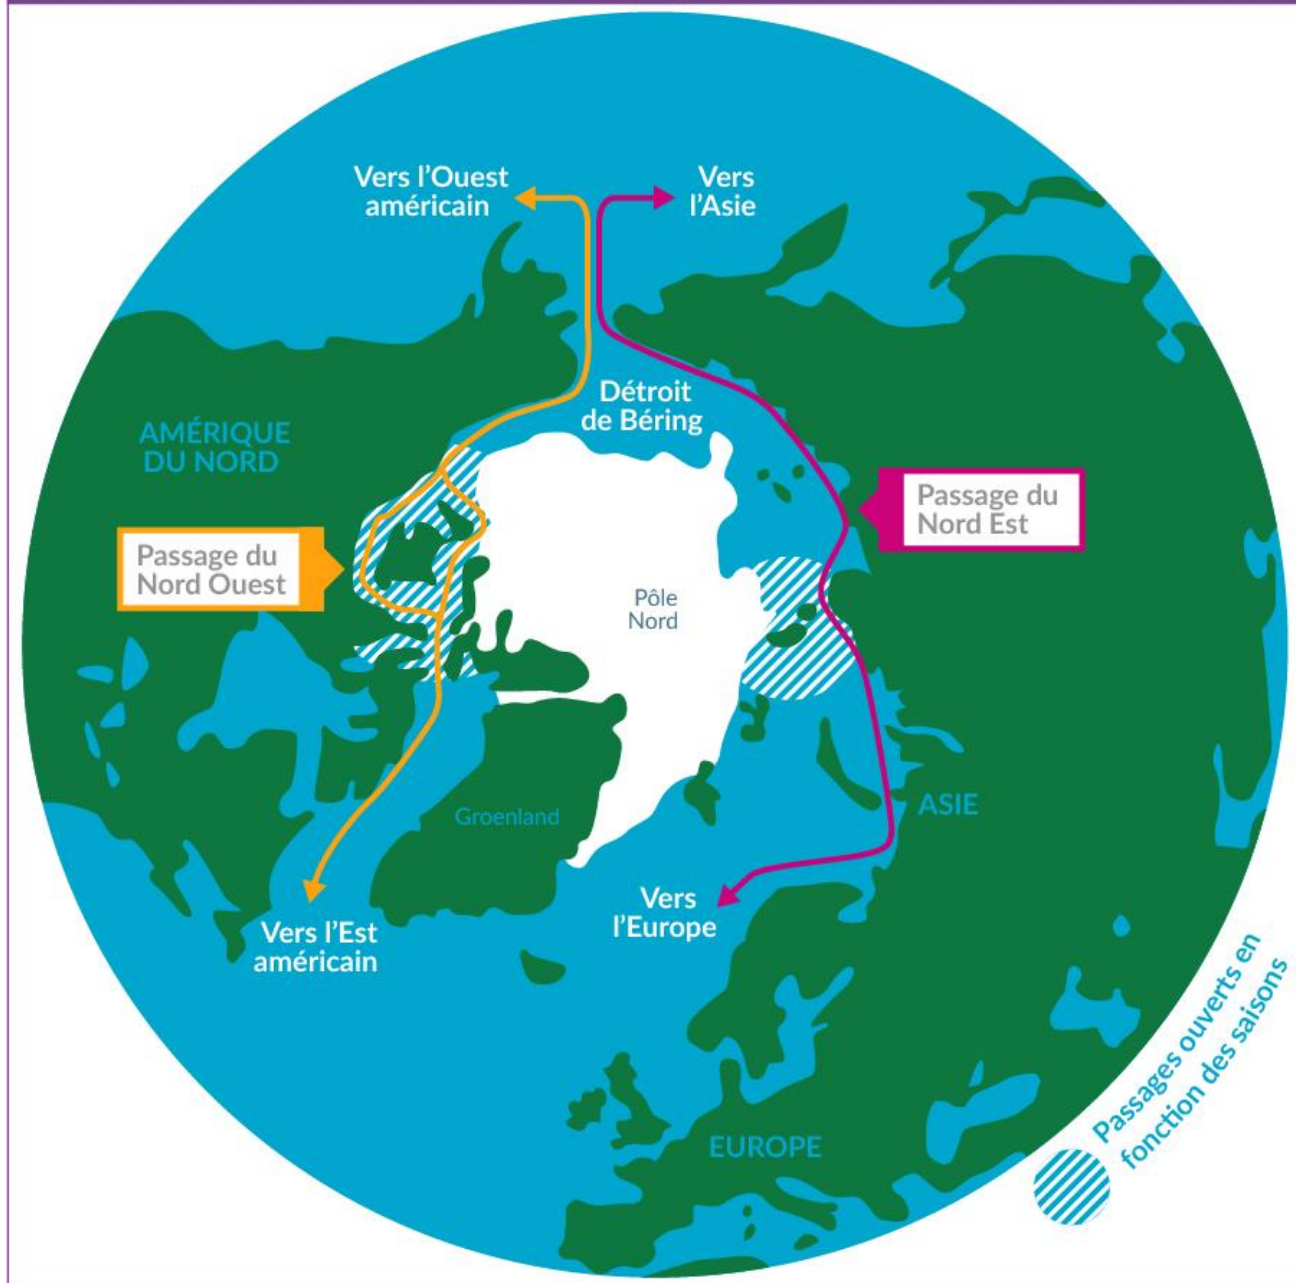 Vers l'Ouest
américain
Vers
l'Asie
Détroit
de Béring
AMÉRIQUE
DU NORD
Passage du
Nord Est
Passage du
Nord Ouest
Pôle
Nord
Groenland
ASIE
Vers
l'Europe
Vers l'Est
américain
EUROPE
Passages ouverts en
fonction des saisons